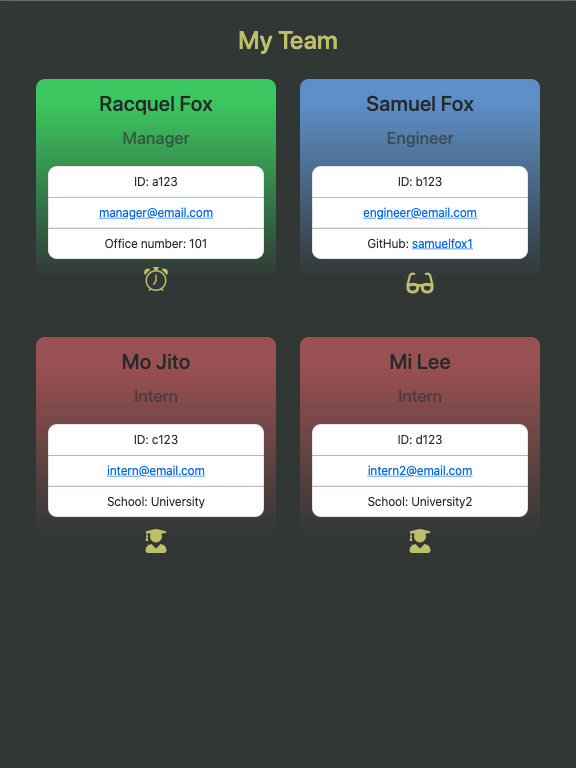 My Team
Racquel Fox
Manager
ID: a123
manager@email.com
Office number: 101
Samuel Fox
Engineer
ID: b123
engineer@email.com
GitHub: samuelfox1
Mo Jito
Intern
ID: c123
intern@email.com
School: University
Mi Lee
Intern
ID: d123
intern2@email.com
School: University2